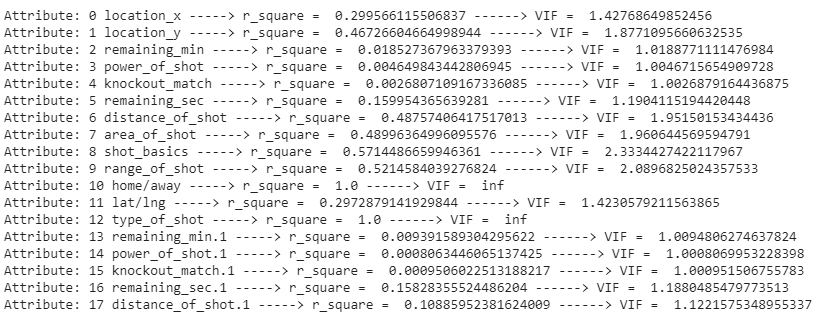 Attribute: 0 location_x -----> r_square =  0.299566115506837 ------> VIF =  1.42768649852456
Attribute: 1 location_y -----> r_square =  0.46726604664998944 ------> VIF =  1.8771095660632535
Attribute: 2 remaining_min -----> r_square =  0.018527367963379393 ------> VIF =  1.0188771111476984
Attribute: 3 power_of_shot -----> r_square =  0.004649843442806945 ------> VIF =  1.0046715654909728
Attribute: 4 knockout_match -----> r_square =  0.0026807109167336085 ------> VIF =  1.0026879164436875
Attribute: 5 remaining_sec -----> r_square =  0.159954365639281 ------> VIF =  1.1904115194420448
Attribute: 6 distance_of_shot -----> r_square =  0.48757406417517013 ------> VIF =  1.95150153434436
Attribute: 7 area_of_shot -----> r_square =  0.48996364996095576 ------> VIF =  1.960644569594791
Attribute: 8 shot_basics -----> r_square =  0.5714486659946361 ------> VIF =  2.3334427422117967
Attribute: 9 range_of_shot -----> r_square =  0.5214584039276824 ------> VIF =  2.0896825024357533
Attribute: 10 home/away -----> r_square =  1.0 ------> VIF =  inf
Attribute: 11 lat/lng -----> r_square =  0.2972879141929844 ------> VIF =  1.4230579211563865
Attribute: 12 type_of_shot -----> r_square =  1.0 ------> VIF =  inf
Attribute: 13 remaining_min.1 -----> r_square =  0.009391589304295622 ------> VIF =  1.0094806274637824
Attribute: 14 power_of_shot.1 -----> r_square =  0.0008063446065137425 ------> VIF =  1.0008069953228398
Attribute: 15 knockout_match.1 -----> r_square =  0.0009506022513188217 ------> VIF =  1.000951506755783
Attribute: 16 remaining_sec.1 -----> r_square =  0.15828355524486204 ------> VIF =  1.1880485479773513
Attribute: 17 distance_of_shot.1 -----> r_square =  0.10885952381624009 ------> VIF =  1.1221575348955337